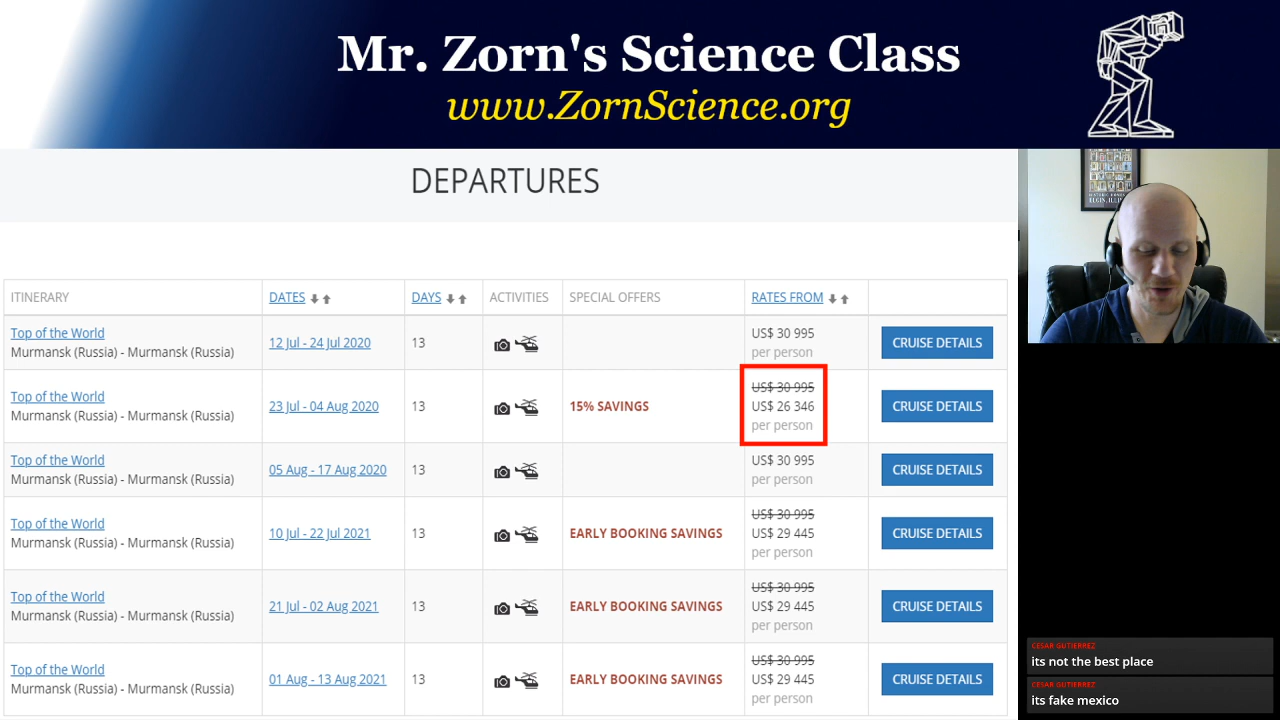 Mr. Zorn's Science Class
www.ZornScience.org
DEPARTURES
ITINERARY DATES DAYS ACTIVITIES SPECIAL OFFERS RATES FROM
Top of the World
Murmansk (Russia) - Murmansk (Russia)
12 Jul - 24 Jul 2020
13
US$ 30 995
per person
CRUISE DETAILS
Top of the World
Murmansk (Russia) - Murmansk (Russia)
23 Jul - 04 Aug 2020
13
15% SAVINGS
US$ 30 995
US$ 26 346
per person
CRUISE DETAILS
Top of the World
Murmansk (Russia) - Murmansk (Russia)
05 Aug - 17 Aug 2020
13
US$ 30 995
per person
CRUISE DETAILS
Top of the World
Murmansk (Russia) - Murmansk (Russia)
10 Jul - 22 Jul 2021
13
EARLY BOOKING SAVINGS
US$ 30 995
US$ 29 445
per person
CRUISE DETAILS
Top of the World
Murmansk (Russia) - Murmansk (Russia)
21 Jul - 02 Aug 2021
13
EARLY BOOKING SAVINGS
US$ 30 995
US$ 29 445
per person
CRUISE DETAILS
Top of the World
Murmansk (Russia) - Murmansk (Russia)
01 Aug - 13 Aug 2021
13
EARLY BOOKING SAVINGS
US$ 30 995
US$ 29 445
per person
CRUISE DETAILS
ELGIN, ILLI
CESAR GUTIERREZ
its not the best place
CESAR GUTIERREZ
its fake mexico